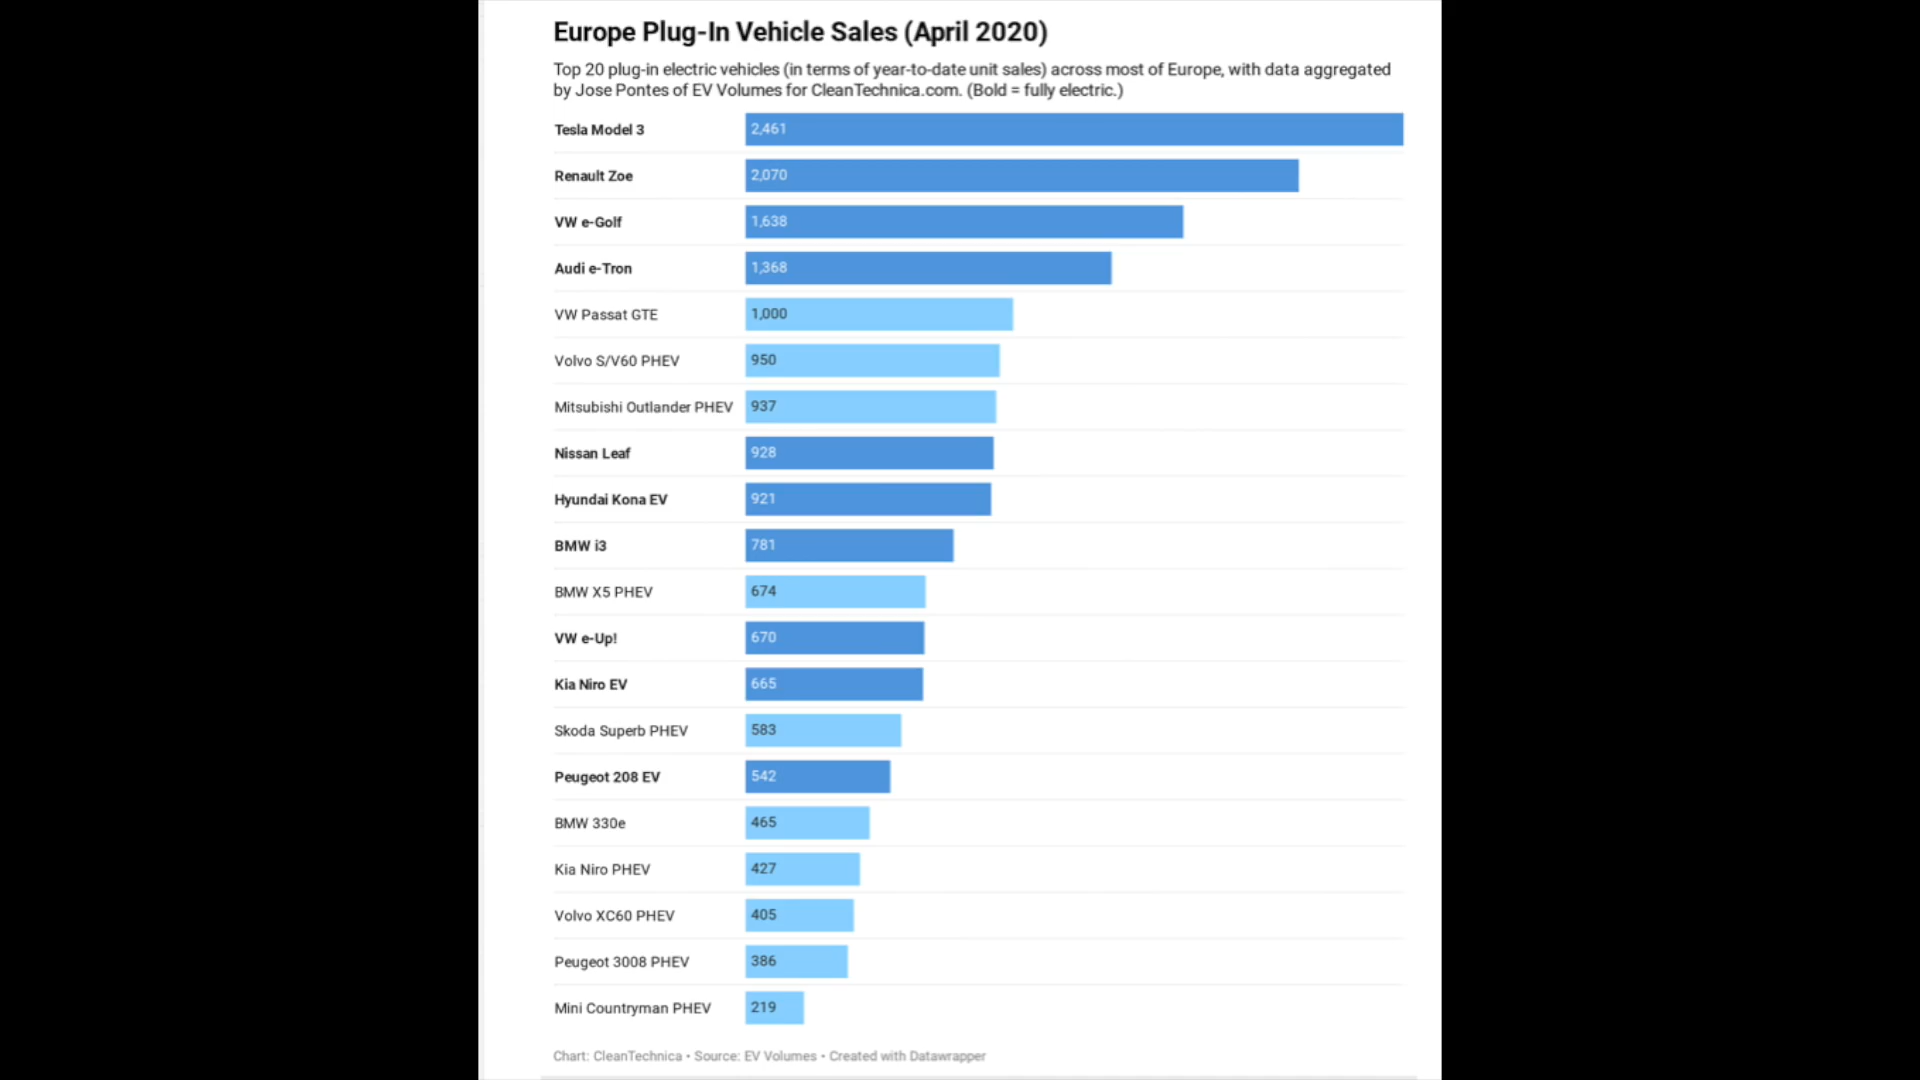 Europe Plug-In Vehicle Sales (April 2020)
Top 20 plug-in electric vehicles (in terms of year-to-date unit sales) across most of Europe, with data aggregated
by Jose Pontes of EV Volumes for CleanTechnica.com. (Bold = fully electric.)
Tesla Model 3 2,461
Renault Zoe 2,070
VW e-Golf 1,638
Audi e-Tron 1,368
VW Passat GTE 1,000
Volvo S/V60 PHEV 950
Mitsubishi Outlander PHEV 937
Nissan Leaf 928
Hyundai Kona EV 921
BMW i3 781
BMW X5 PHEV 674
VW e-Up! 670
Kia Niro EV 665
Skoda Superb PHEV 583
Peugeot 208 EV 542
BMW 330e 465
Kia Niro PHEV 427
Volvo XC60 PHEV 405
Peugeot 3008 PHEV 386
Mini Countryman PHEV 219
Chart: CleanTechnica • Source: EV Volumes • Created with Datawrapper